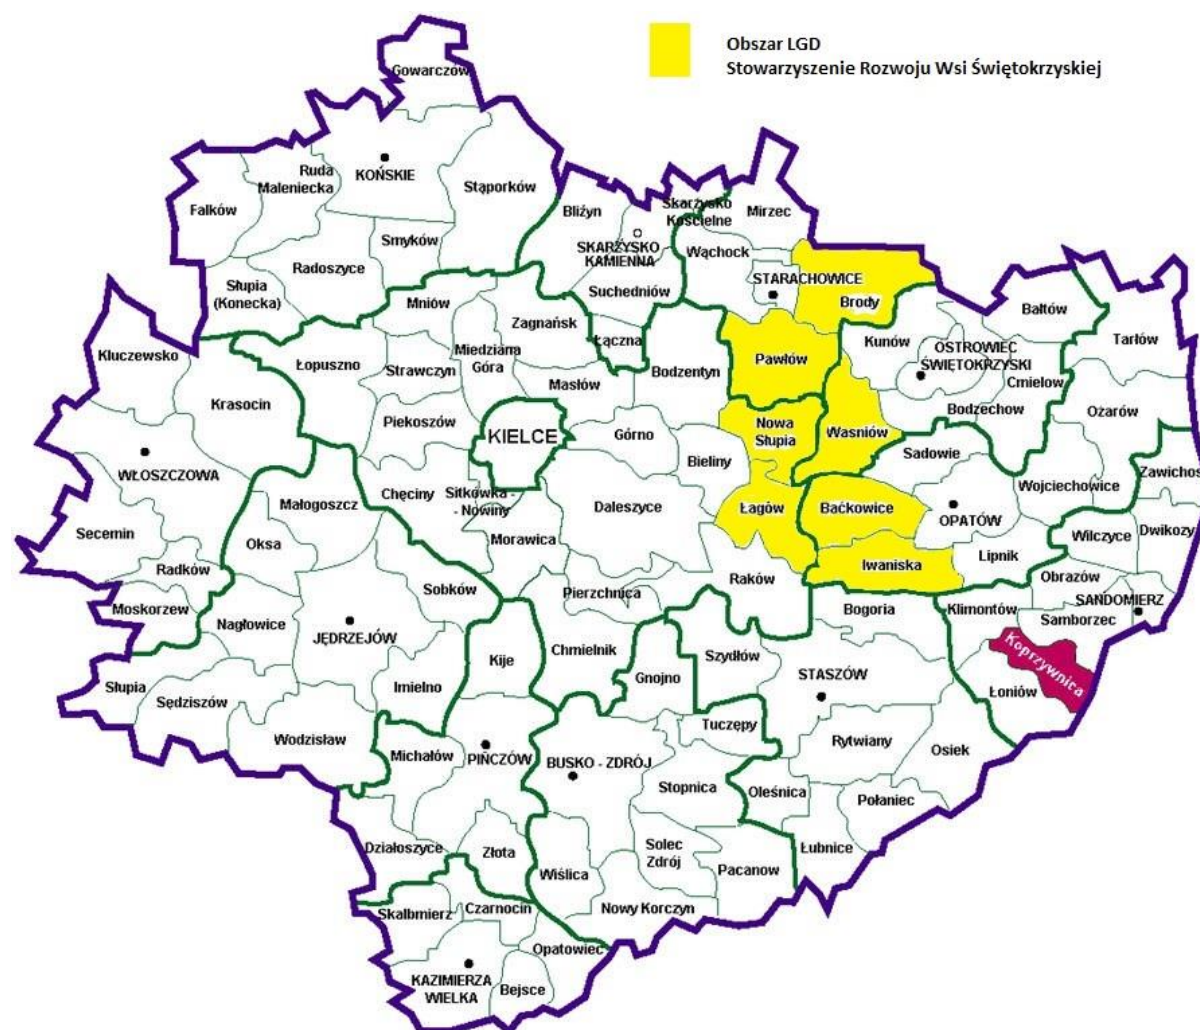 Obszar LGD
Stowarzyszenie Rozwoju Wsi Świętokrzyskiej
Gowarczów
Ruda
Maleniecka
KOŃSKIE
Stąporków
Falków
Smyków
Radoszyce
Słupia
(Konecka)
Bliżyn
Skarżysko
Kościelne
Mirzec
SKARŻYSKO
KAMIENNA
Wąchock
STARACHOWICE
Suchedniów
Brody
Mniów
Zagnańsk
Łączna
Bałtów
Kluczewsko
Łopuszno
Strawczyn
Miedziana
Góra
Masłów
Bodzentyn
Pawłów
Kunów
OSTROWIEC
ŚWIĘTOKRZYSKI
Tarłów
Cmielow
Krasocin
Piekoszów
KIELCE
Górno
Nowa
Słupia
Wasniów
Bodzechow
Ożarów
WŁOSZCZOWA
Bieliny
Sadowie
Zawichos
Małogoszcz
Chęciny
Sitkówka -
- Nowiny
Daleszyce
Łagów
Baćkowice
OPATÓW
Wojciechowice
Secemin
Oksa
Morawica
Wilczyce
Dwikozy
Radków
Iwaniska
Lipnik
Moskorzew
Sobków
Pierzchnica
Raków
Obrazów
Nagłowice
JĘDRZEJÓW
Bogoria
Klimontów
SANDOMIERZ
Samborzec
Kije
Chmielnik
Szydłów
Koprzywnica
Słupia
Sędziszów
Imielno
Gnojno
STASZÓW
Łoniów
Wodzisław
Tuczępy
Michałów
PIŃCZÓW
BUSKO - ZDRÓJ
Rytwiany
Osiek
Stopnica
Oleśnica
Połaniec
Działoszyce
Złota
Solec
Zdrój
Łubnice
Wiślica
Pacanow
Skalbmierz
Czarnocin
Nowy Korczyn
Opatowiec
KAZIMIERZA
WIELKA
Bejsce